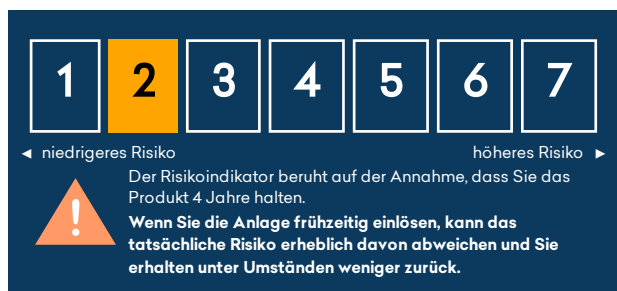 1 2 3 4 5 6 7
◄ niedrigeres Risiko höheres Risiko ►
Der Risikoindikator beruht auf der Annahme, dass Sie das
Produkt 4 Jahre halten.
!
Wenn Sie die Anlage frühzeitig einlösen, kann das
tatsächliche Risiko erheblich davon abweichen und Sie
erhalten unter Umständen weniger zurück.